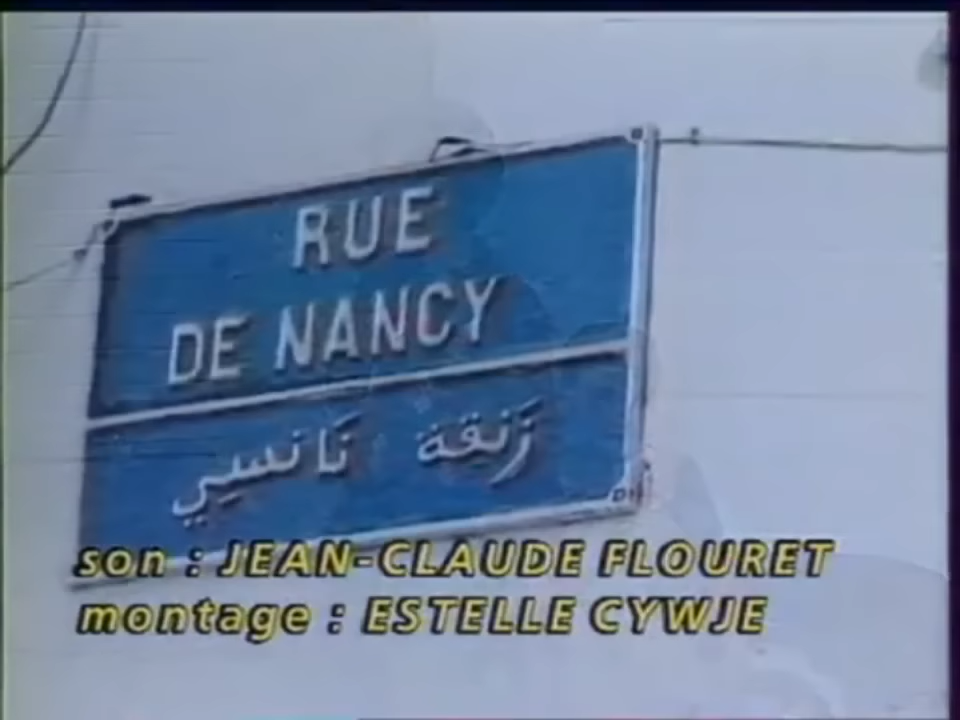 RUE
DE NANCY
زنقة نانسي
son : JEAN-CLAUDE FLOURET
montage : ESTELLE CYWJE